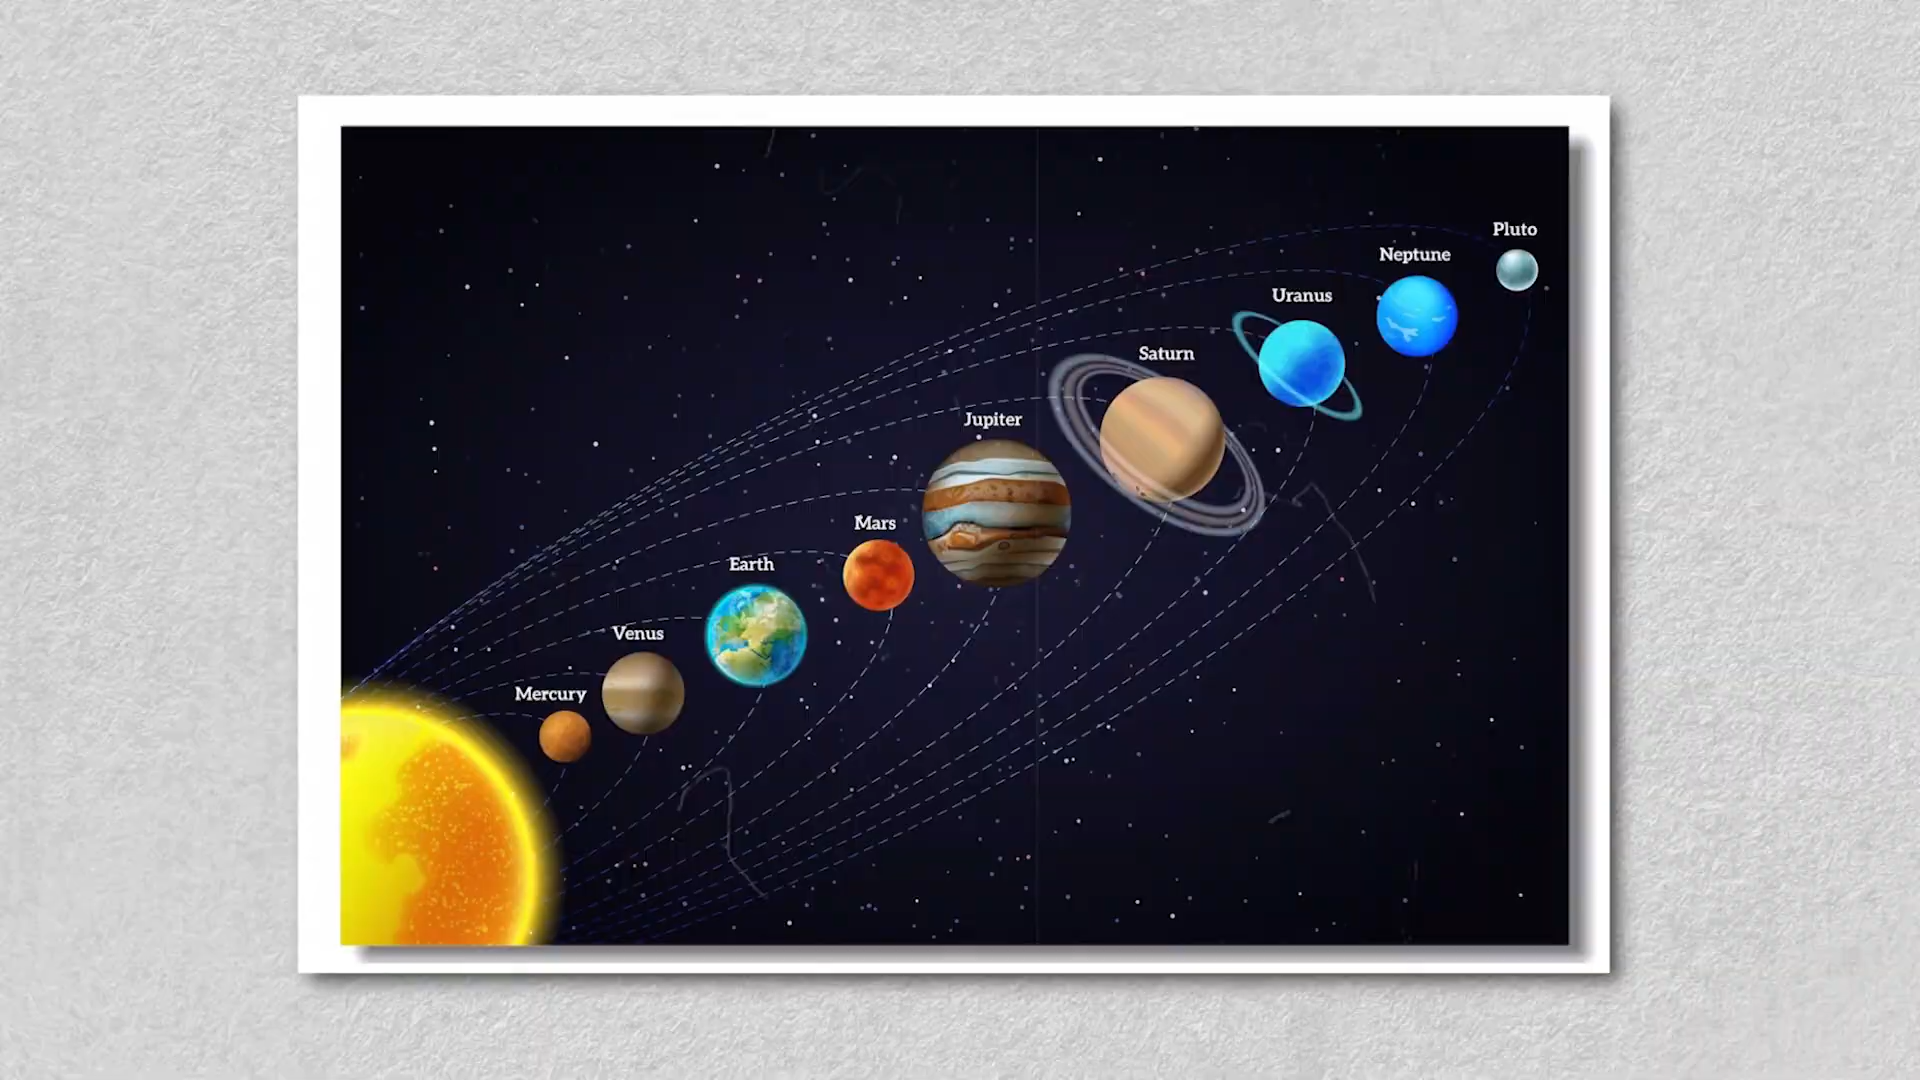 Pluto
Neptune
Uranus
Saturn
Jupiter
Mars
Earth
Venus
Mercury